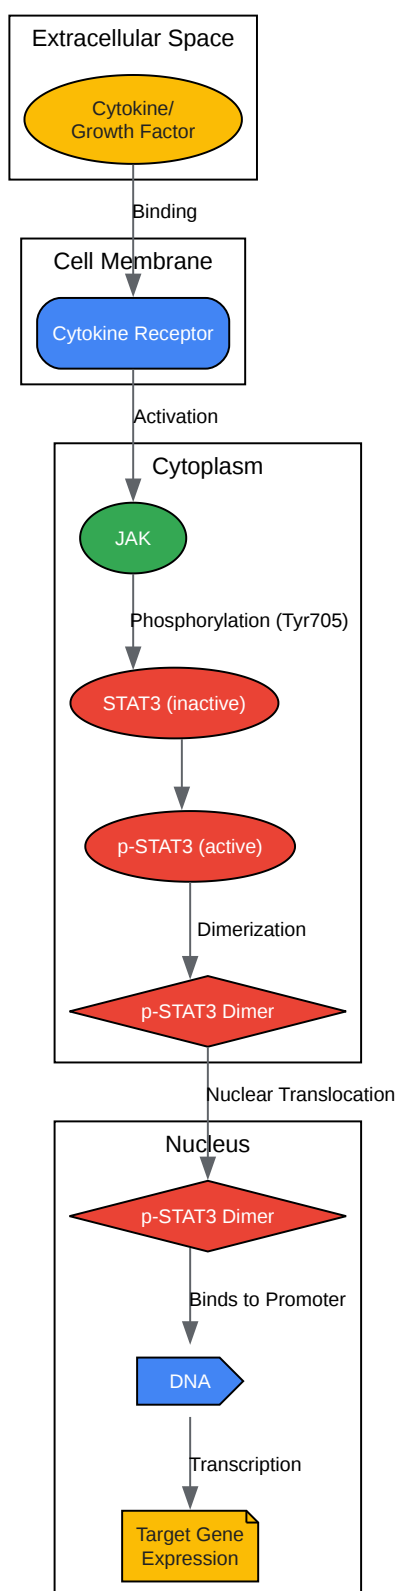 Extracellular Space
Cytokine/
Growth Factor
Binding
Cell Membrane
Cytokine Receptor
Activation
Cytoplasm
JAK
Phosphorylation (Tyr705)
STAT3 (inactive)
p-STAT3 (active)
Dimerization
p-STAT3 Dimer
Nuclear Translocation
Nucleus
p-STAT3 Dimer
Binds to Promoter
DNA
Transcription
Target Gene
Expression